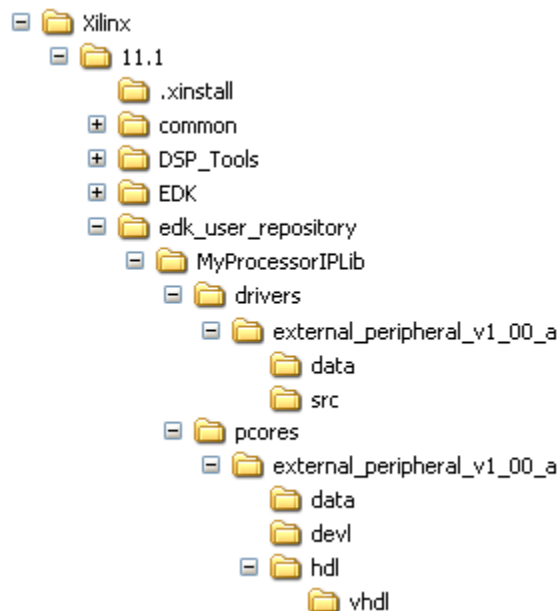 Xilinx
11.1
.xinstall
common
DSP_Tools
EDK
edk_user_repository
MyProcessorIPLib
drivers
external_peripheral_v1_00_a
data
src
pcores
external_peripheral_v1_00_a
data
devl
hdl
vhdl